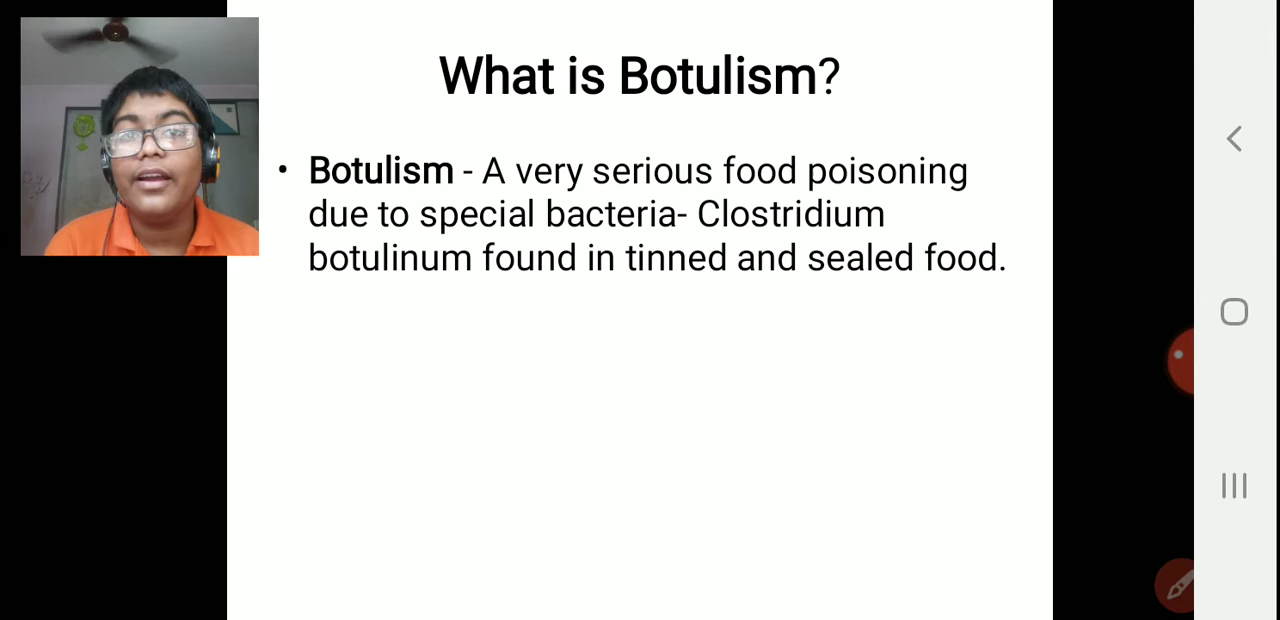 What is Botulism?
• Botulism - A very serious food poisoning
due to special bacteria- Clostridium
botulinum found in tinned and sealed food.